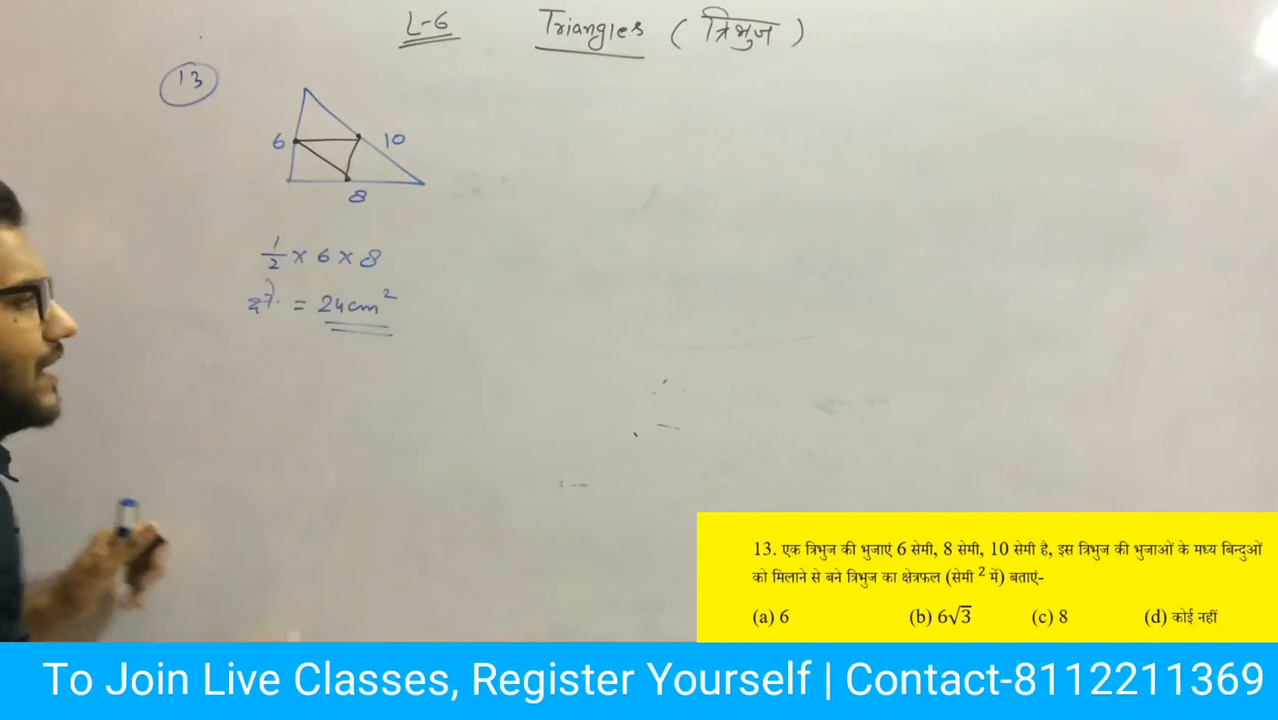 L-6 Triangles (त्रिभुज)
13
6 10
8
1/2 × 6 × 8
क्षे. = 24cm²
13. एक त्रिभुज की भुजाएं 6 सेमी, 8 सेमी, 10 सेमी है, इस त्रिभुज की भुजाओं के मध्य बिन्दुओं
को मिलाने से बने त्रिभुज का क्षेत्रफल (सेमी ² में) बताएं-
(a) 6 (b) 6√3 (c) 8 (d) कोई नहीं
To Join Live Classes, Register Yourself | Contact-8112211369